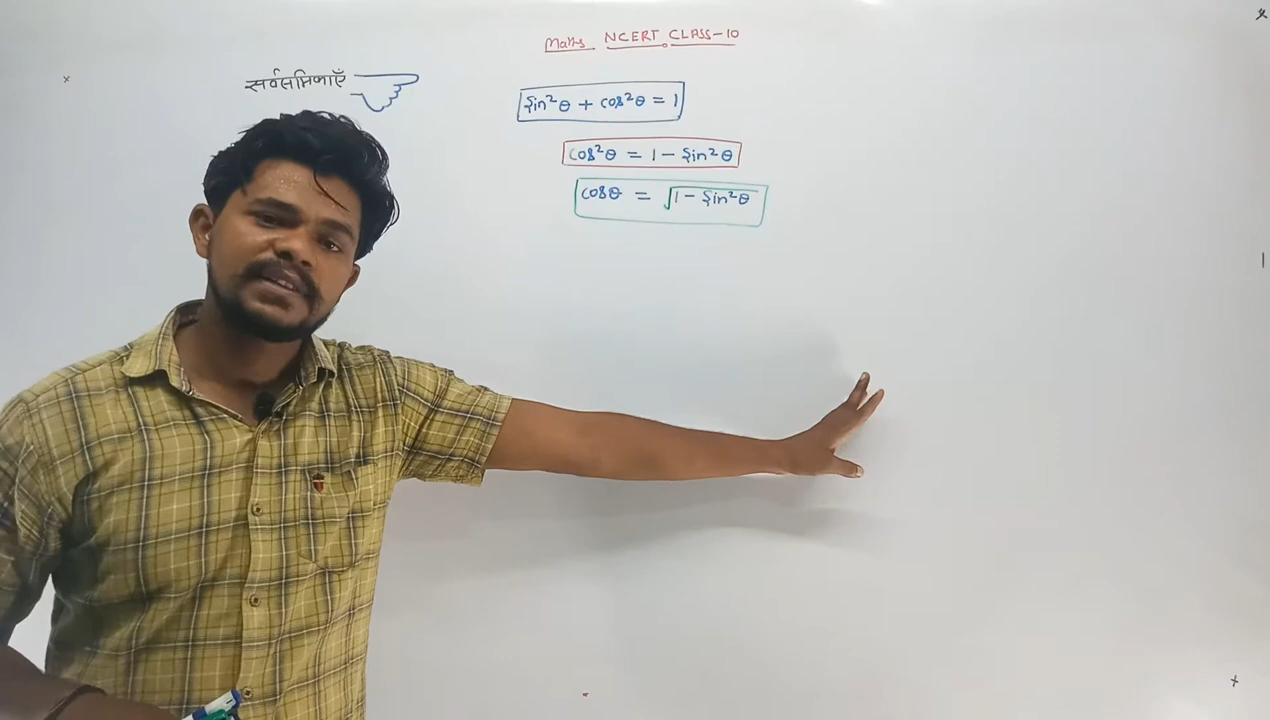 Maths NCERT CLASS-10
सर्वसमिकाएँ
sin²θ + cos²θ = 1
cos²θ = 1 - sin²θ
cosθ = √1 - sin²θ